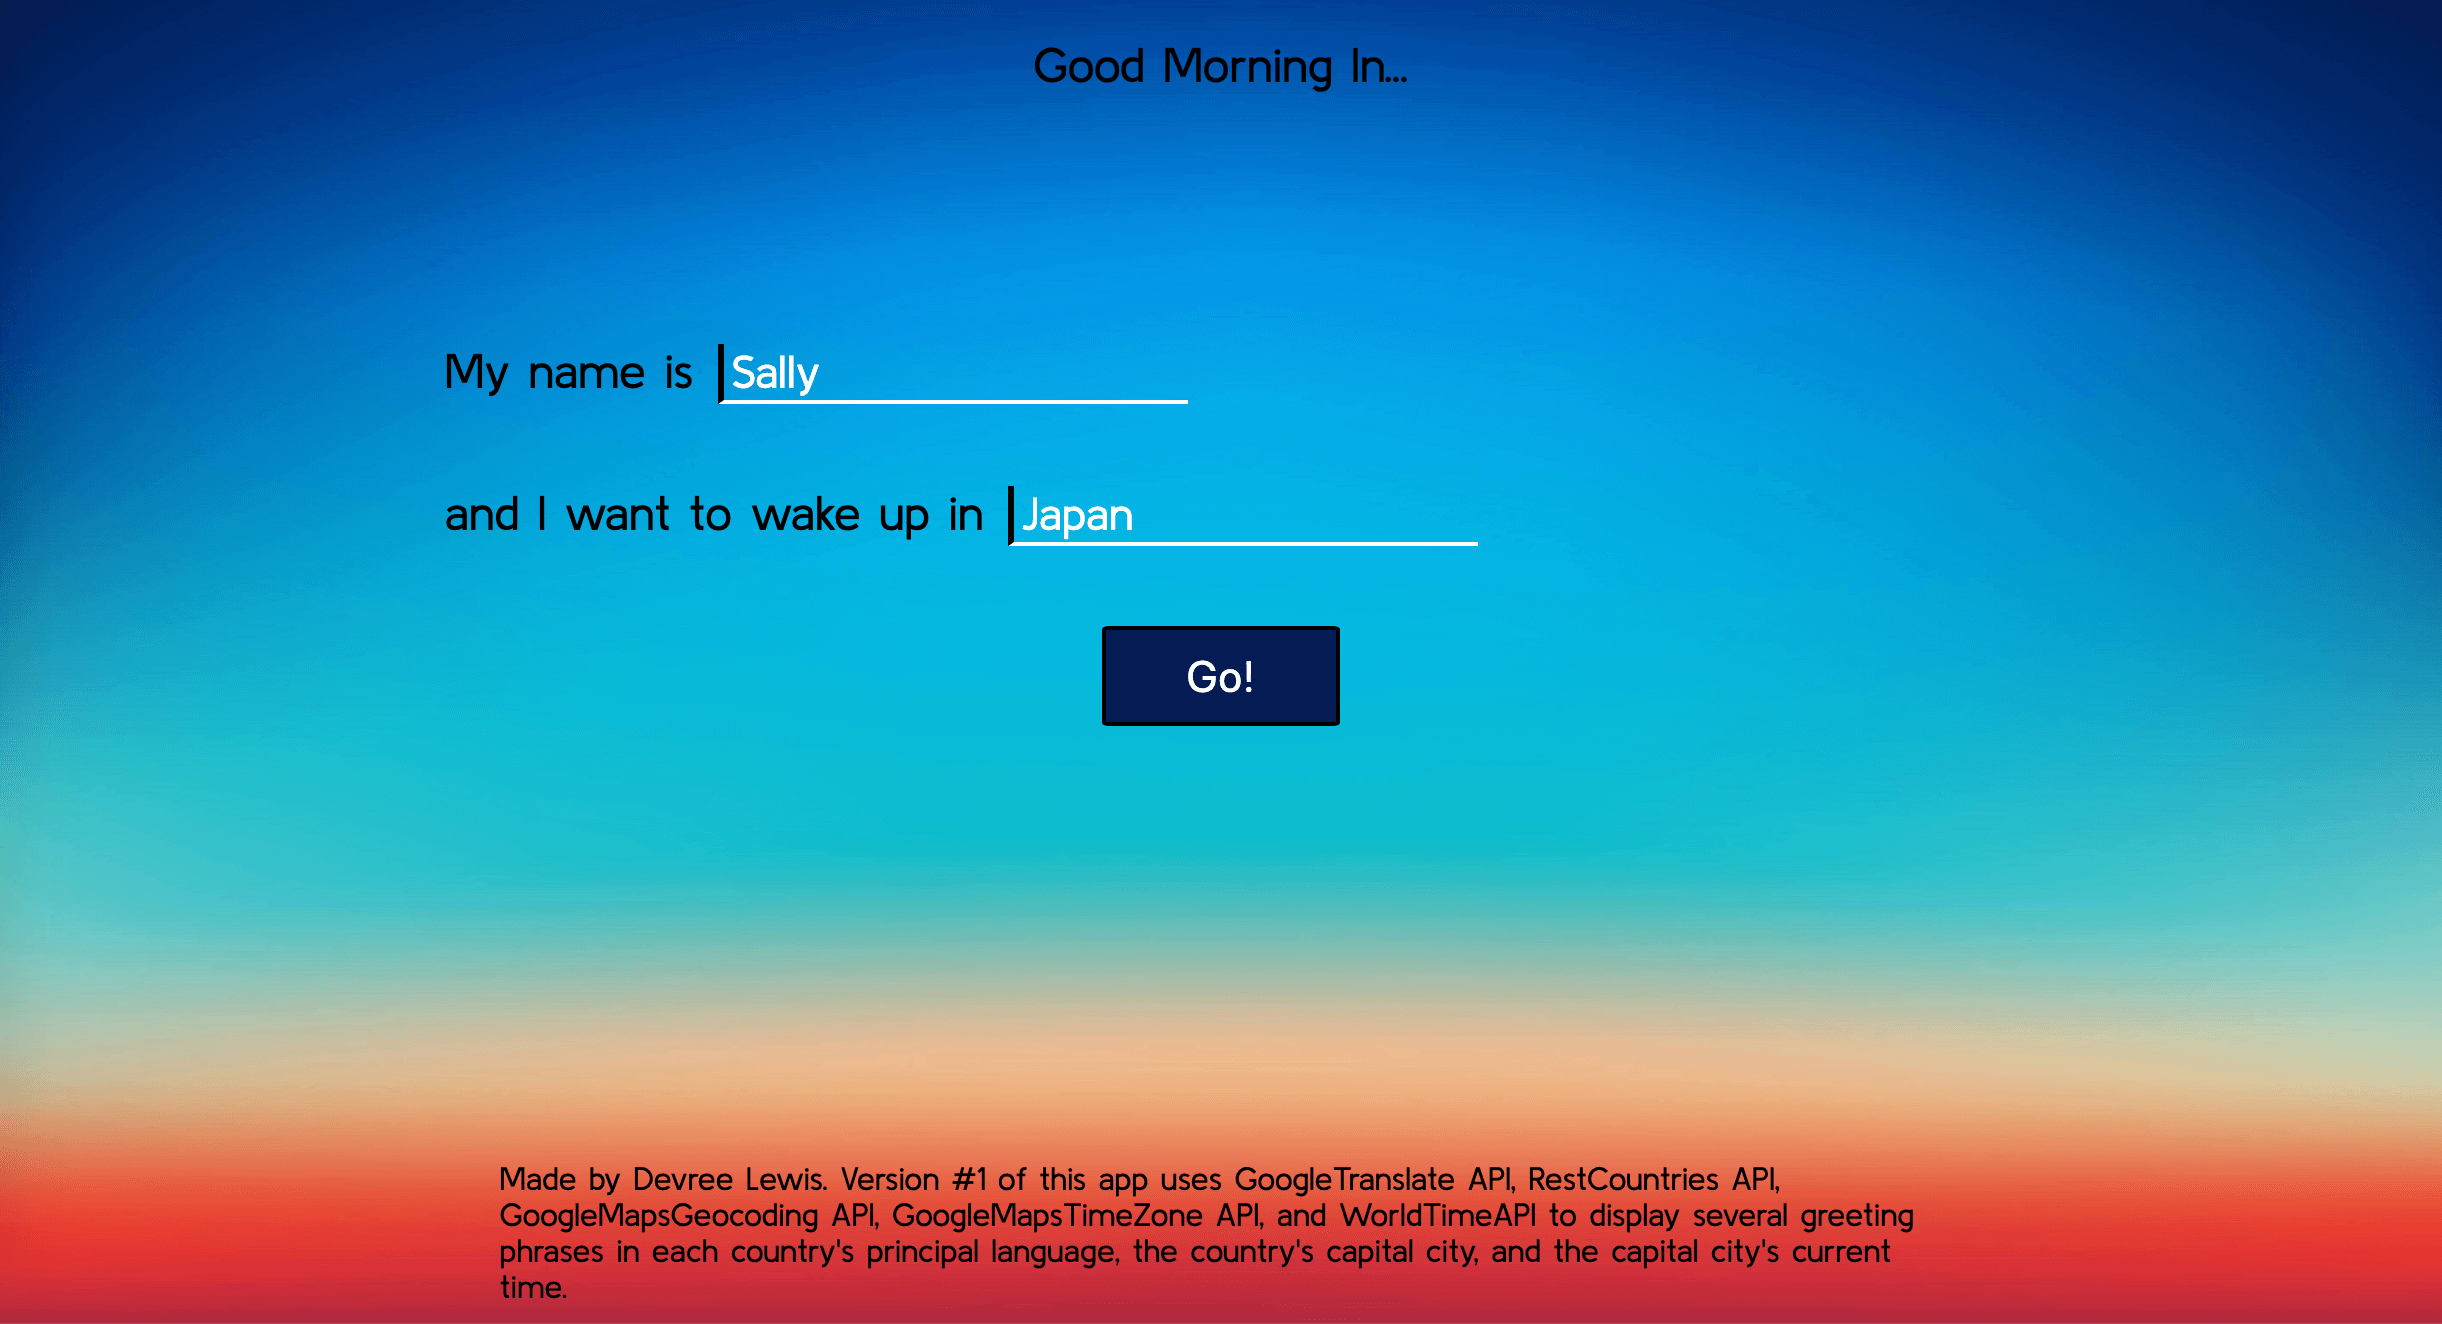 Good Morning In...
My name is Sally
and I want to wake up in Japan
Go!
Made by Devree Lewis. Version #1 of this app uses GoogleTranslate API, RestCountries API,
GoogleMapsGeocoding API, GoogleMapsTimeZone API, and WorldTimeAPI to display several greeting
phrases in each country's principal language, the country's capital city, and the capital city's current
time.